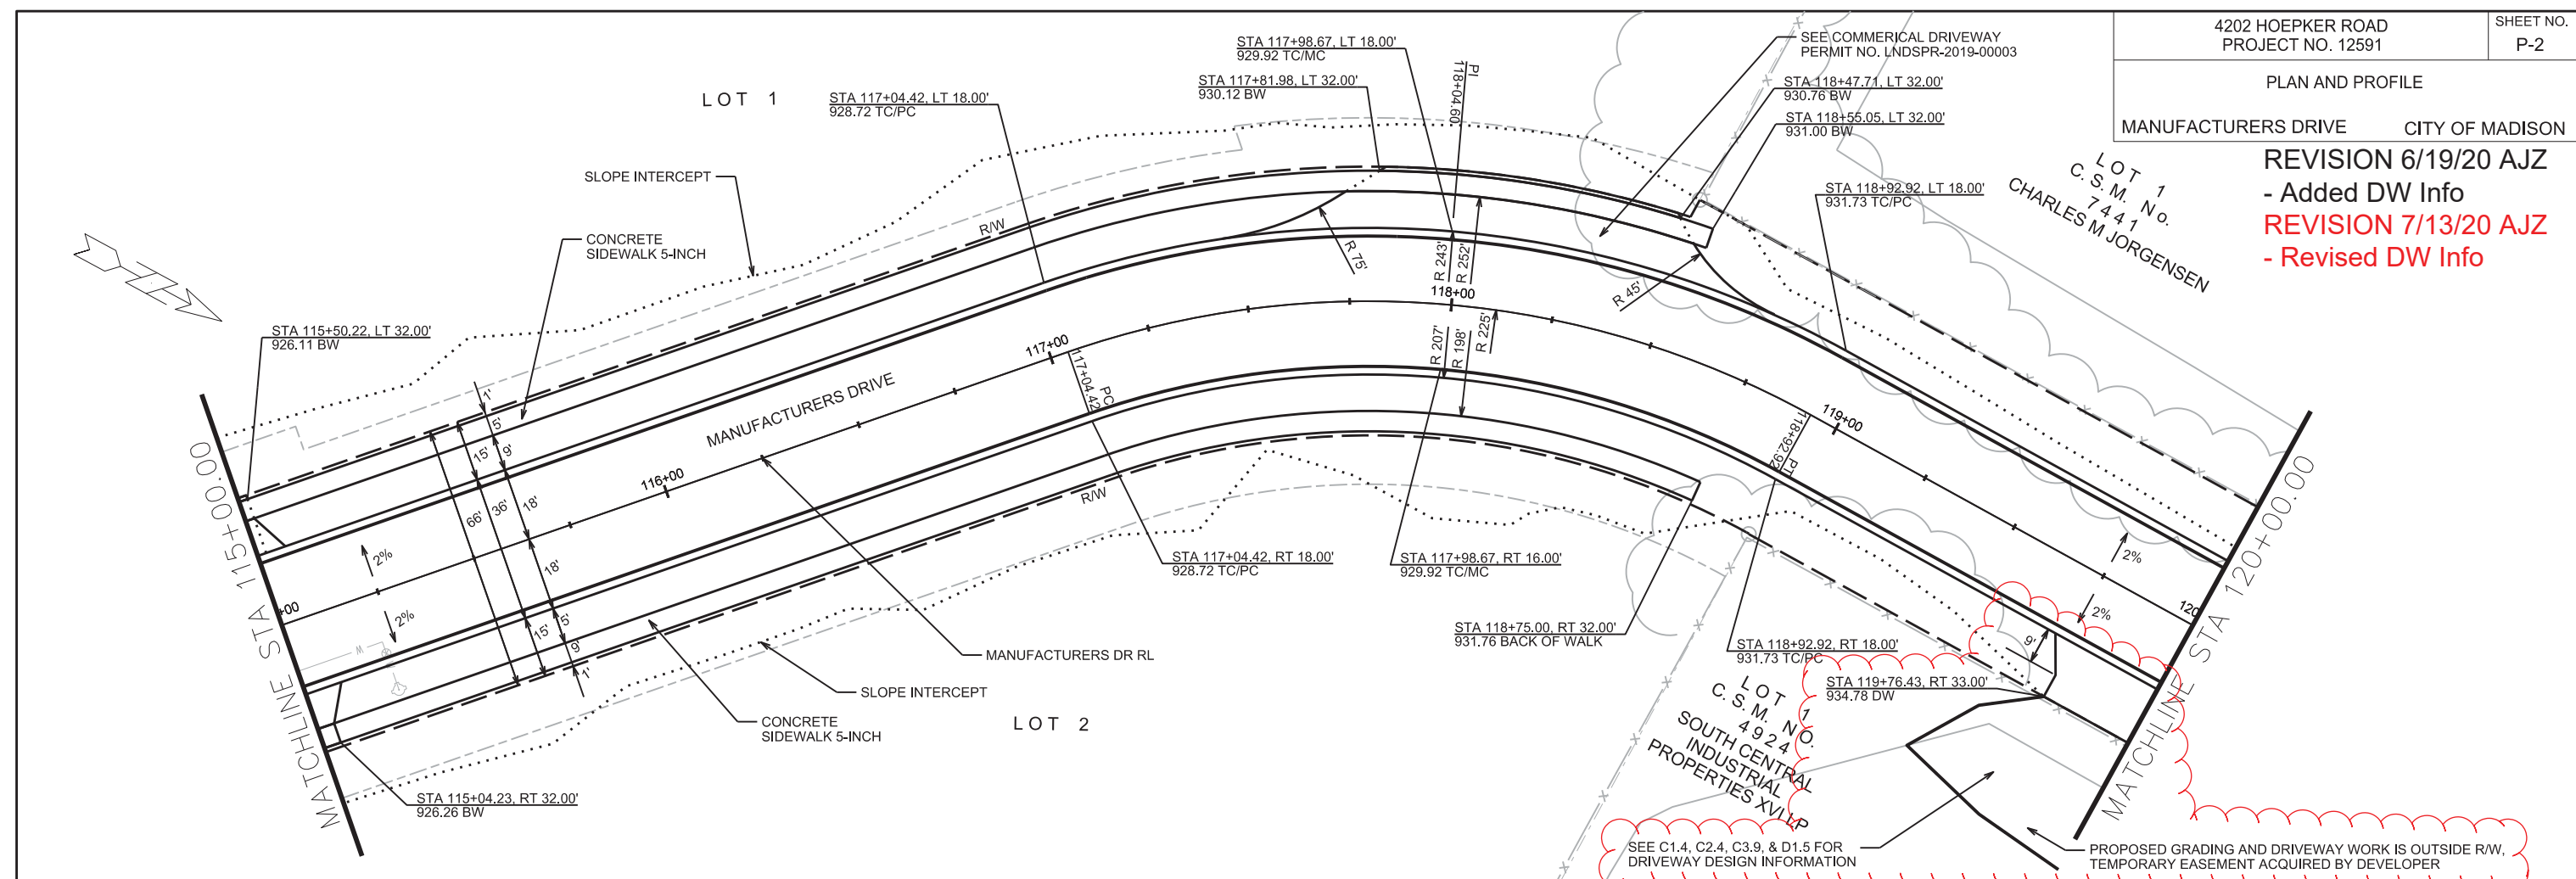 4202 HOEPKER ROAD
PROJECT NO. 12591
SHEET NO.
P-2
PLAN AND PROFILE
MANUFACTURERS DRIVE
CITY OF MADISON
REVISION 6/19/20 AJZ
- Added DW Info
REVISION 7/13/20 AJZ
- Revised DW Info
STA 117+98.67, LT 18.00'
929.92 TC/MC
STA 117+81.98, LT 32.00'
930.12 BW
LOT 1
STA 117+04.42, LT 18.00'
928.72 TC/PC
PI
118+04.60
SEE COMMERICAL DRIVEWAY
PERMIT NO. LNDSPR-2019-00003
STA 118+47.71, LT 32.00'
930.76 BW
STA 118+55.05, LT 32.00'
931.00 BW
STA 118+92.92, LT 18.00'
931.73 TC/PC
LOT 1
C. S. M. No.
7441
CHARLES M JORGENSEN
SLOPE INTERCEPT
CONCRETE
SIDEWALK 5-INCH
R/W
R 75'
R 243'
R 252'
118+00
R 45'
R 207'
R 198'
R 225'
STA 115+50.22, LT 32.00'
926.11 BW
1'
5'
9'
15'
66'
36'
18'
18'
5'
15'
9'
1'
MANUFACTURERS DRIVE
117+00
PC
117+04.42
116+00
R/W
119+00
118+92.92
PT
MATCHLINE STA 115+00.00
+00
2%
2%
W
STA 117+04.42, RT 18.00'
928.72 TC/PC
STA 117+98.67, RT 16.00'
929.92 TC/MC
STA 118+75.00, RT 32.00'
931.76 BACK OF WALK
STA 118+92.92, RT 18.00'
931.73 TC/PC
2%
2%
120
9'
MATCHLINE STA 120+00.00
MANUFACTURERS DR RL
SLOPE INTERCEPT
CONCRETE
SIDEWALK 5-INCH
LOT 2
STA 119+76.43, RT 33.00'
934.78 DW
LOT 1
C. S. M. NO.
4924
SOUTH CENTRAL
INDUSTRIAL
PROPERTIES XVI LP
STA 115+04.23, RT 32.00'
926.26 BW
SEE C1.4, C2.4, C3.9, & D1.5 FOR
DRIVEWAY DESIGN INFORMATION
PROPOSED GRADING AND DRIVEWAY WORK IS OUTSIDE R/W,
TEMPORARY EASEMENT ACQUIRED BY DEVELOPER